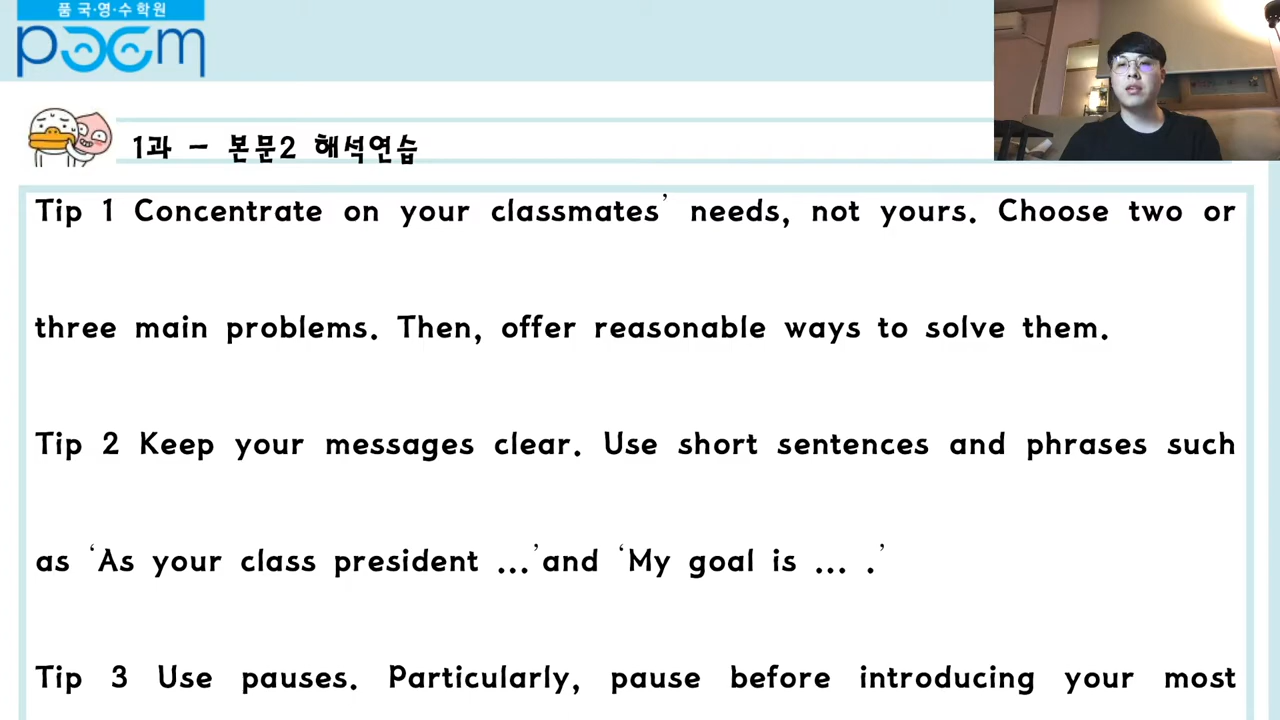 품 국·영·수 학원
poom
1과 - 본문2 해석연습
Tip 1 Concentrate on your classmates’ needs, not yours. Choose two or
three main problems. Then, offer reasonable ways to solve them.
Tip 2 Keep your messages clear. Use short sentences and phrases such
as ‘As your class president ...’and ‘My goal is ... .’
Tip 3 Use pauses. Particularly, pause before introducing your most